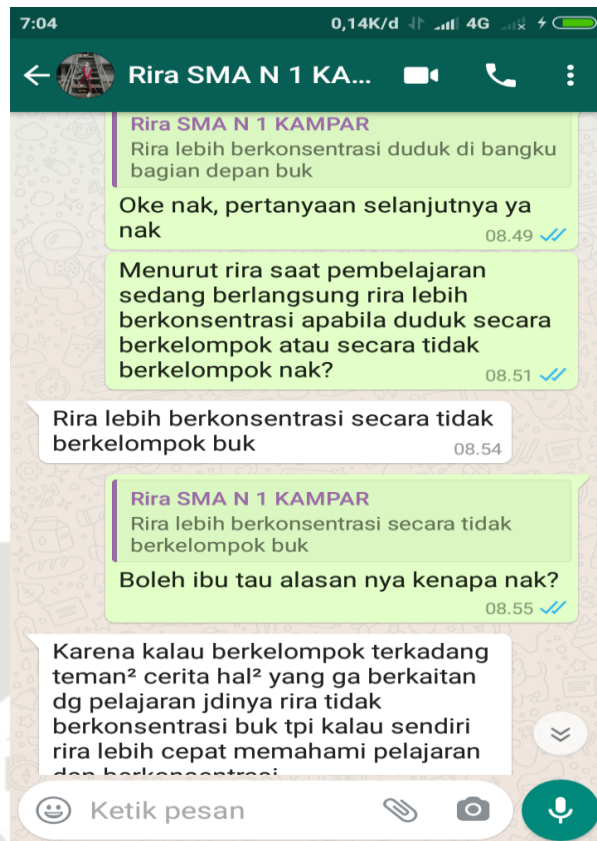 7:04 0,14K/d 4G
Rira SMA N 1 KA...
Rira SMA N 1 KAMPAR
Rira lebih berkonsentrasi duduk di bangku
bagian depan buk
Oke nak, pertanyaan selanjutnya ya
nak
08.49
Menurut rira saat pembelajaran
sedang berlangsung rira lebih
berkonsentrasi apabila duduk secara
berkelompok atau secara tidak
berkelompok nak?
08.51
Rira lebih berkonsentrasi secara tidak
berkelompok buk
08.54
Rira SMA N 1 KAMPAR
Rira lebih berkonsentrasi secara tidak
berkelompok buk
Boleh ibu tau alasan nya kenapa nak?
08.55
Karena kalau berkelompok terkadang
teman² cerita hal² yang ga berkaitan
dg pelajaran jdinya rira tidak
berkonsentrasi buk tpi kalau sendiri
rira lebih cepat memahami pelajaran
dan berkonsentrasi
Ketik pesan